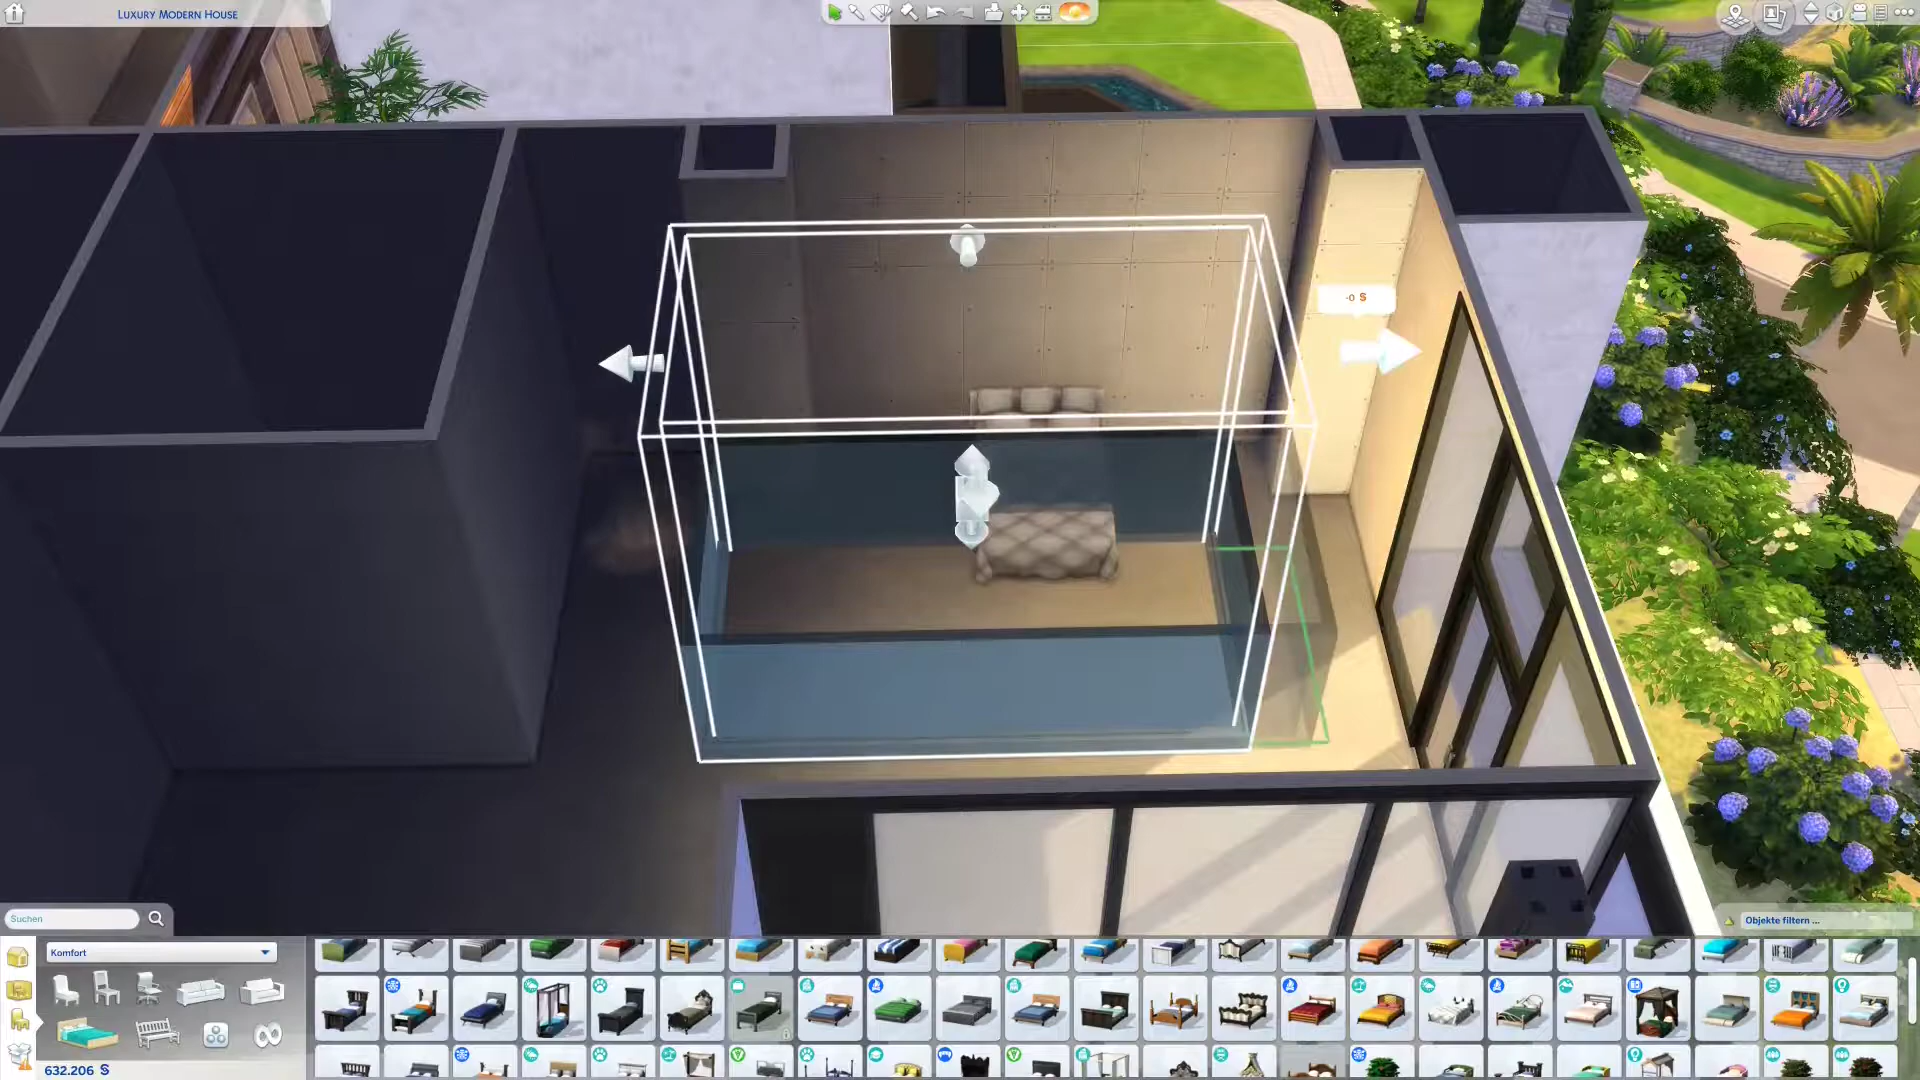 LUXURY MODERN HOUSE
-0 $
Suchen
Objekte filtern ...
Komfort
632.206 $